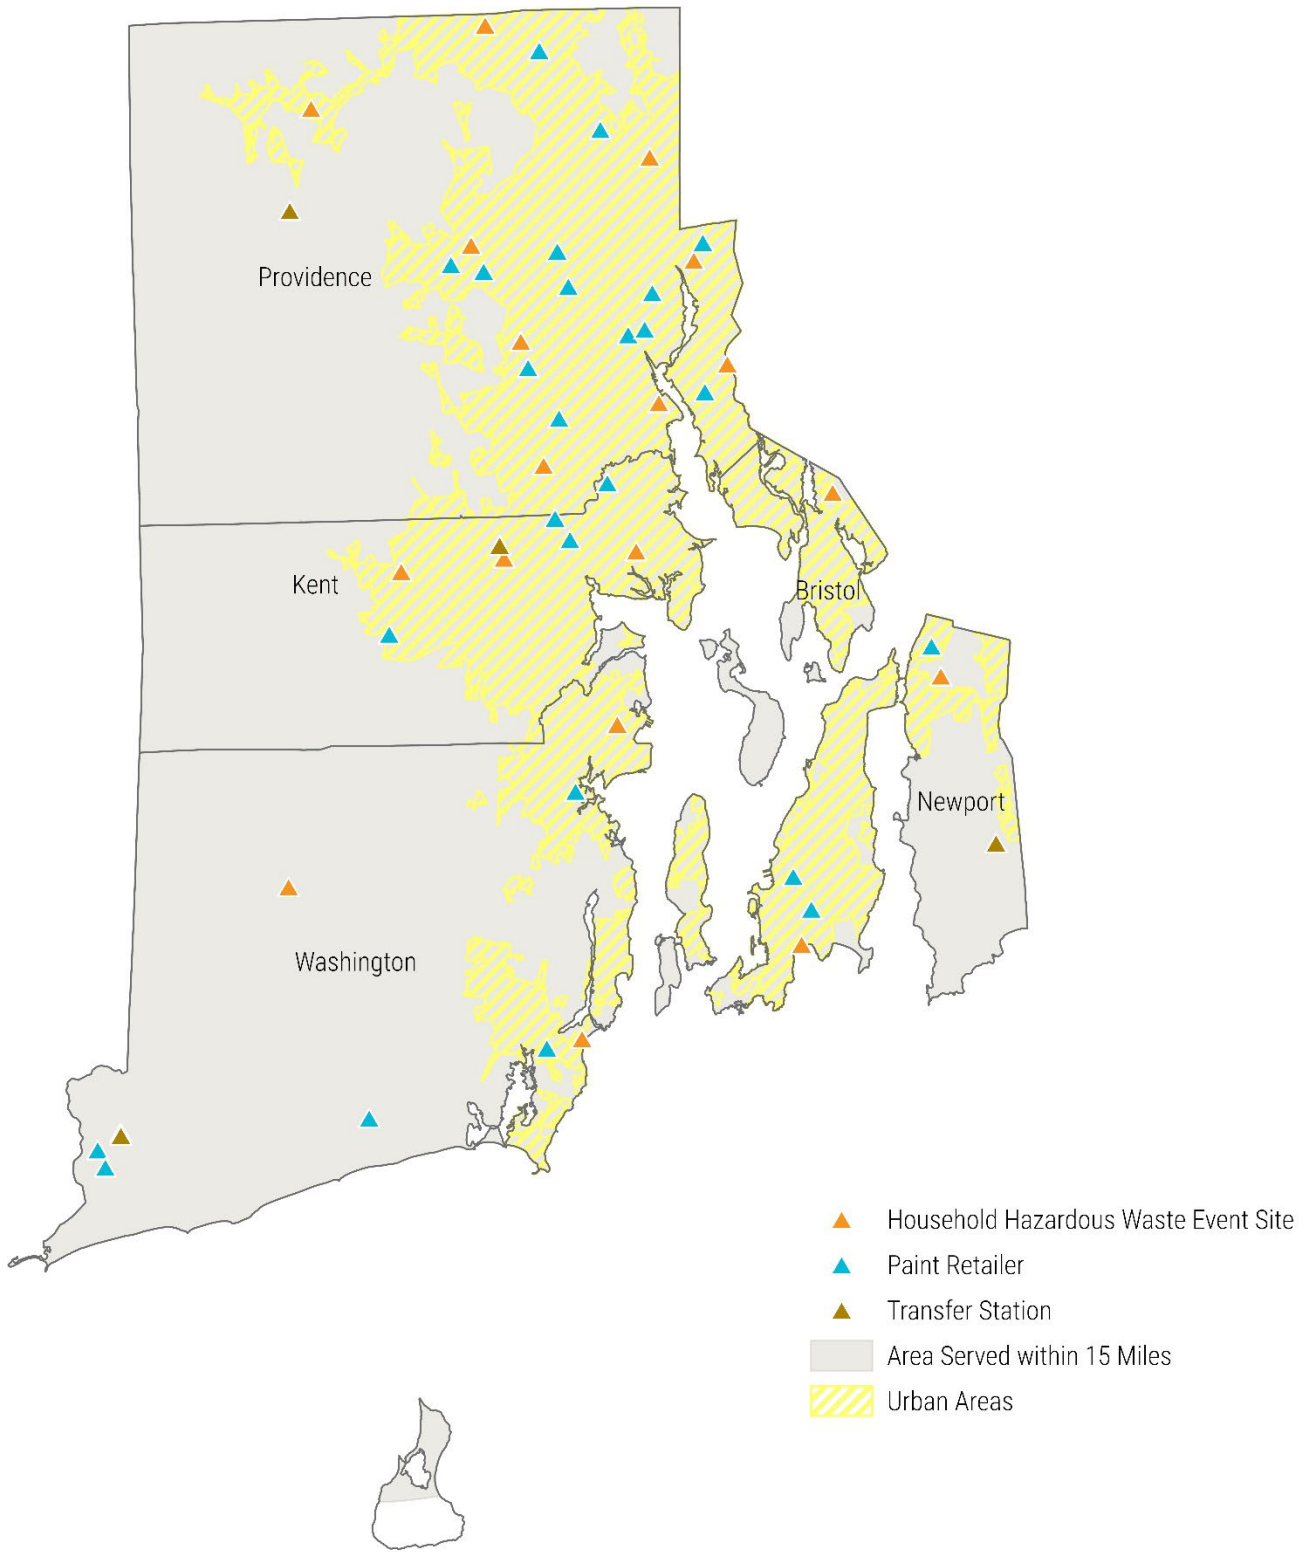 Providence
Kent
Bristol
Newport
Washington
Household Hazardous Waste Event Site
Paint Retailer
Transfer Station
Area Served within 15 Miles
Urban Areas